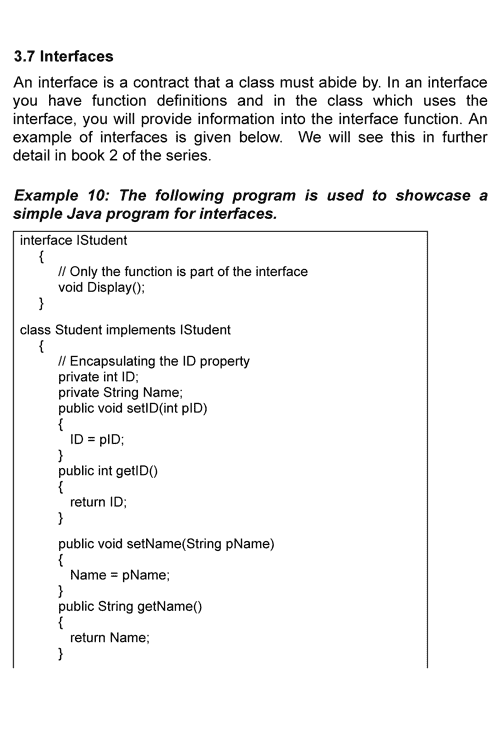 3.7 Interfaces
An interface is a contract that a class must abide by. In an interface
you have function definitions and in the class which uses the
interface, you will provide information into the interface function. An
example of interfaces is given below. We will see this in further
detail in book 2 of the series.
Example 10: The following program is used to showcase a
simple Java program for interfaces.
interface IStudent
{
// Only the function is part of the interface
void Display();
}
class Student implements IStudent
{
// Encapsulating the ID property
private int ID;
private String Name;
public void setID(int pID)
{
ID = pID;
}
public int getID()
{
return ID;
}
public void setName(String pName)
{
Name = pName;
}
public String getName()
{
return Name;
}